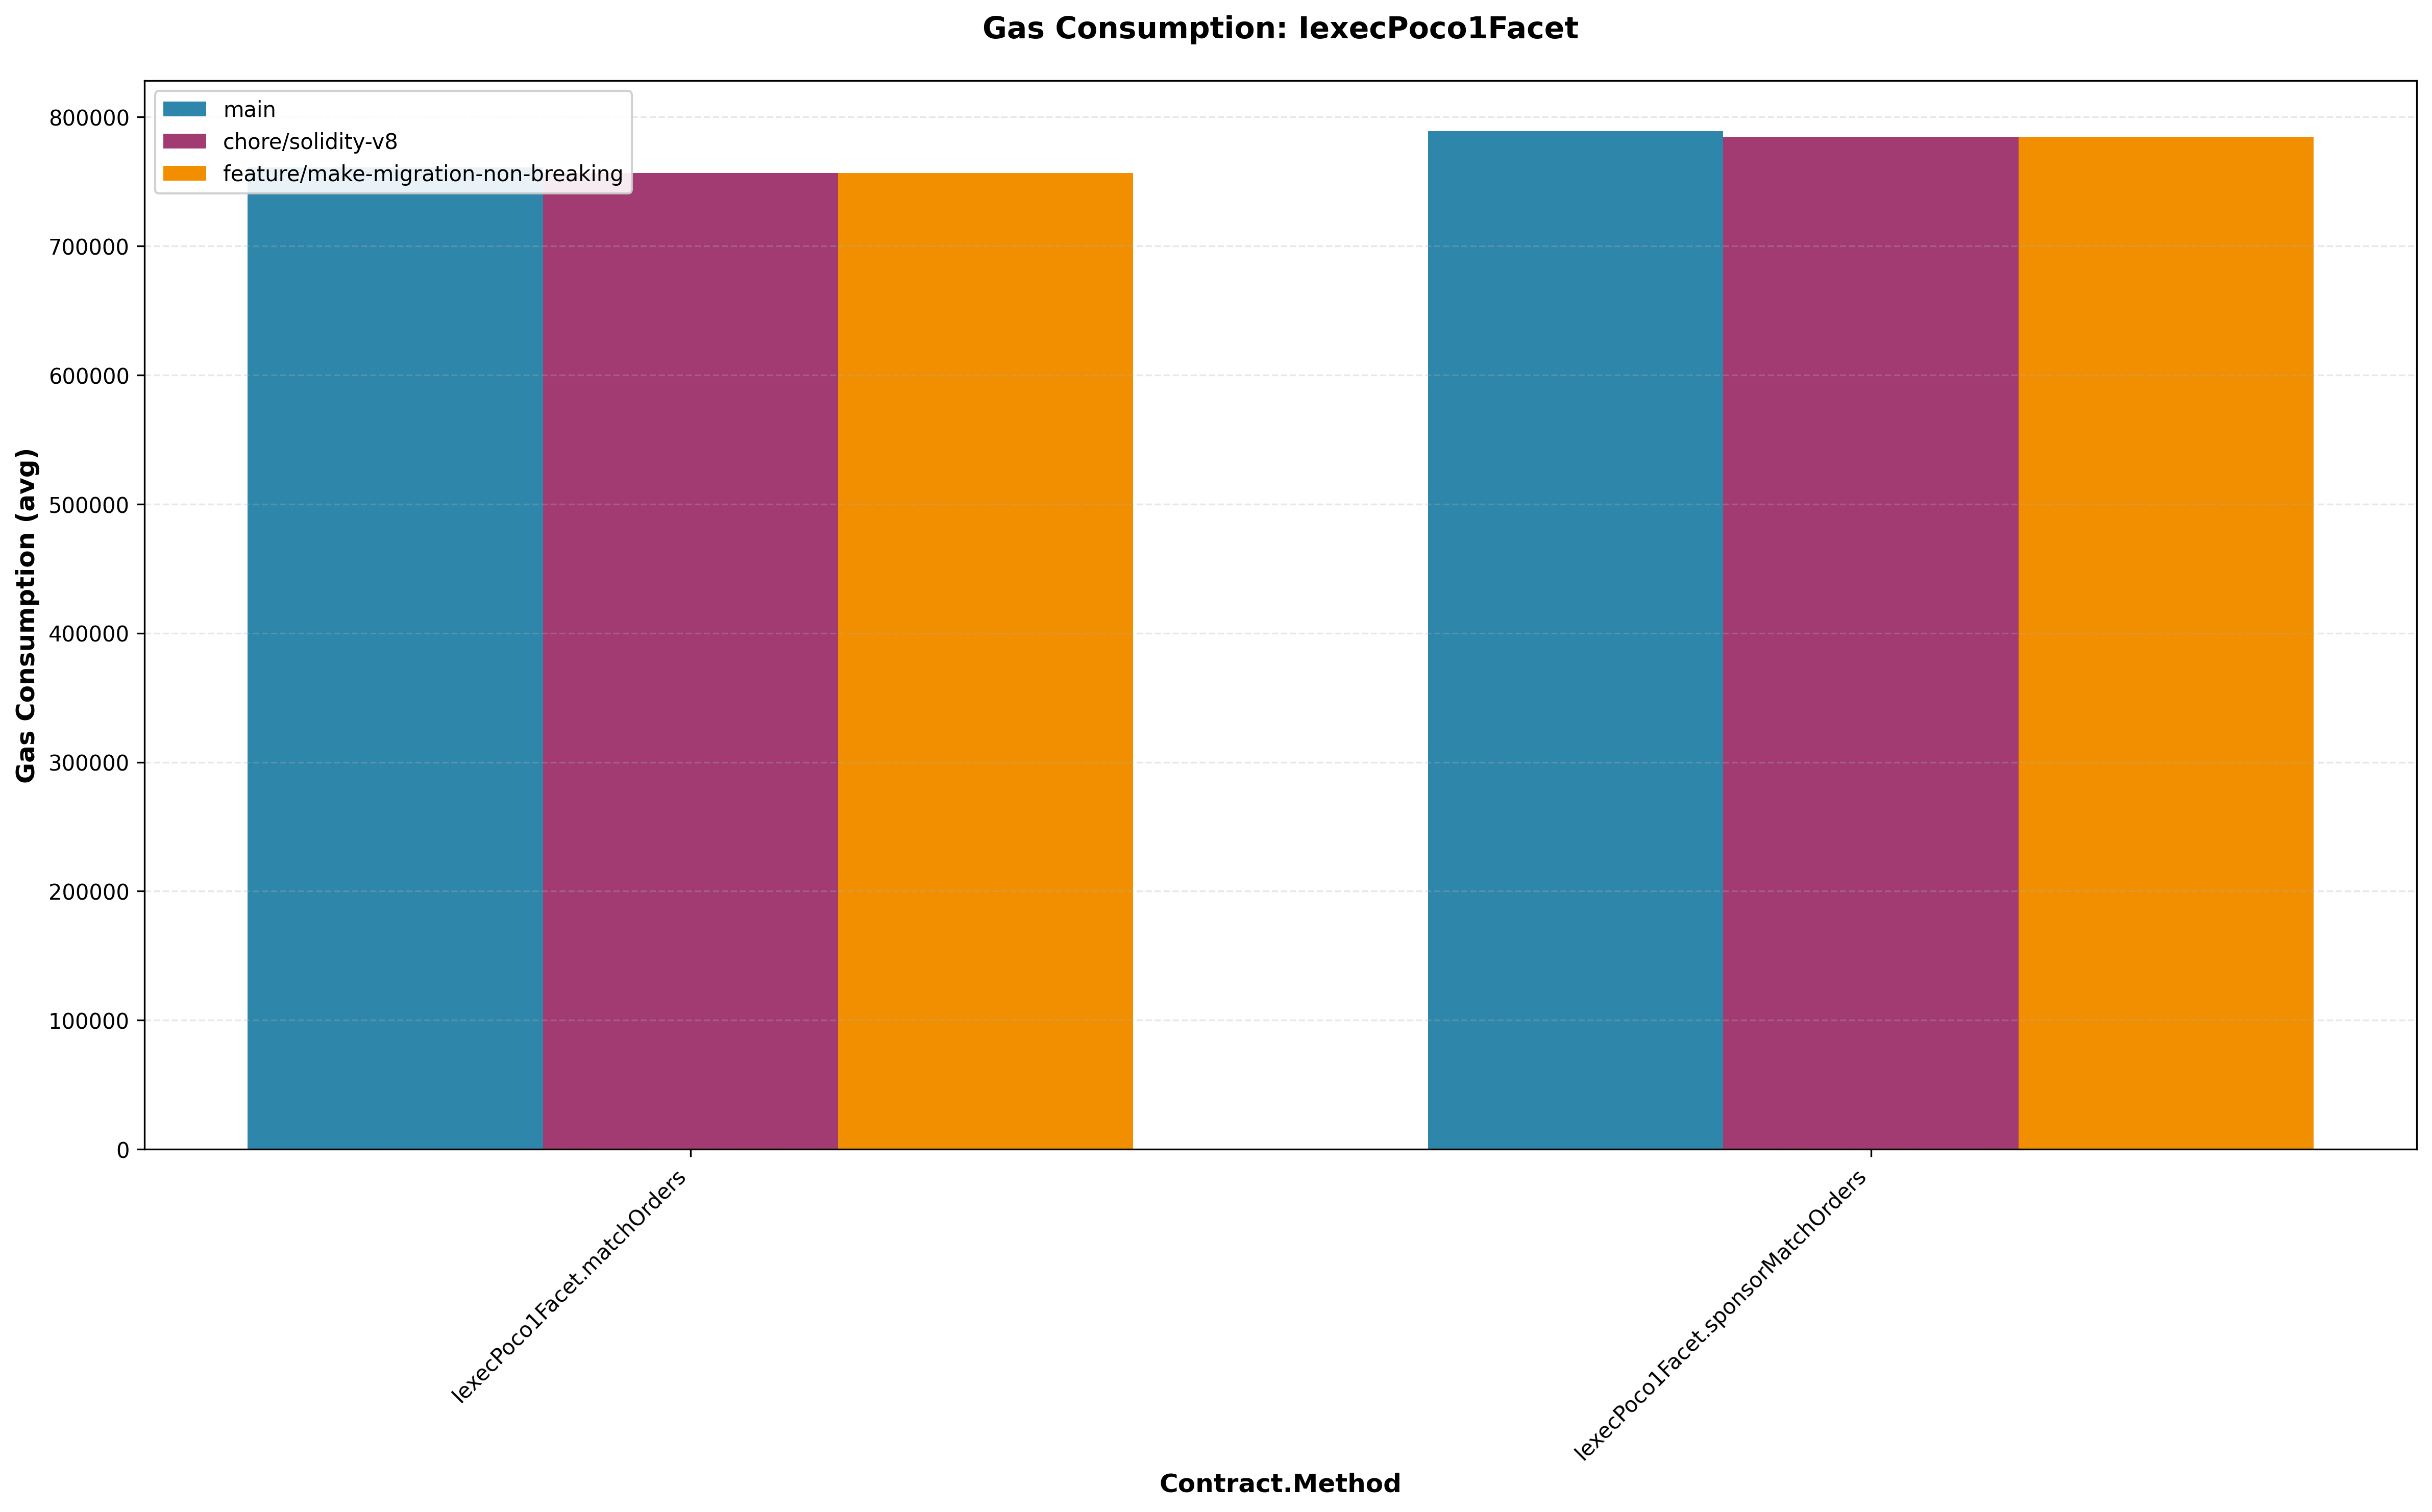 Gas Consumption: IexecPoco1Facet
main
chore/solidity-v8
feature/make-migration-non-breaking
Gas Consumption (avg)
800000
700000
600000
500000
400000
300000
200000
100000
0
IexecPoco1Facet.matchOrders
IexecPoco1Facet.sponsorMatchOrders
Contract.Method